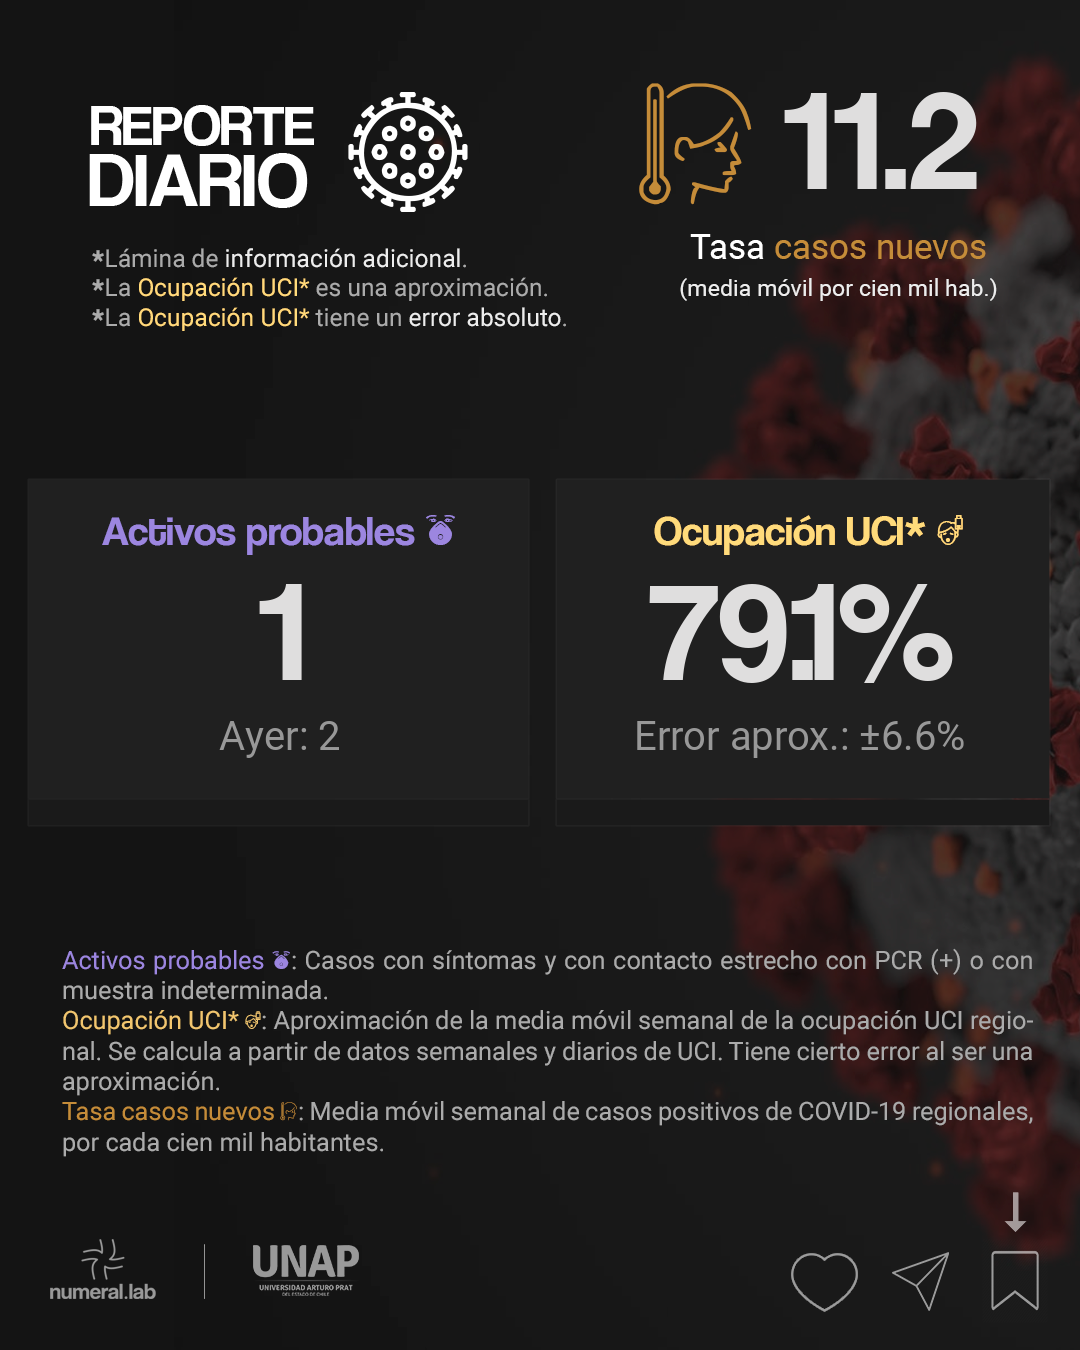 REPORTE
DIARIO
*Lámina de información adicional.
*La Ocupación UCI* es una aproximación.
*La Ocupación UCI* tiene un error absoluto.
11.2
Tasa casos nuevos
(media móvil por cien mil hab.)
Activos probables
1
Ayer: 2
Ocupación UCI*
79.1%
Error aprox.: ±6.6%
Activos probables : Casos con síntomas y con contacto estrecho con PCR (+) o con
muestra indeterminada.
Ocupación UCI* : Aproximación de la media móvil semanal de la ocupación UCI regio-
nal. Se calcula a partir de datos semanales y diarios de UCI. Tiene cierto error al ser una
aproximación.
Tasa casos nuevos : Media móvil semanal de casos positivos de COVID-19 regionales,
por cada cien mil habitantes.
numeral.lab
UNAP
UNIVERSIDAD ARTURO PRAT
DEL ESTADO DE CHILE